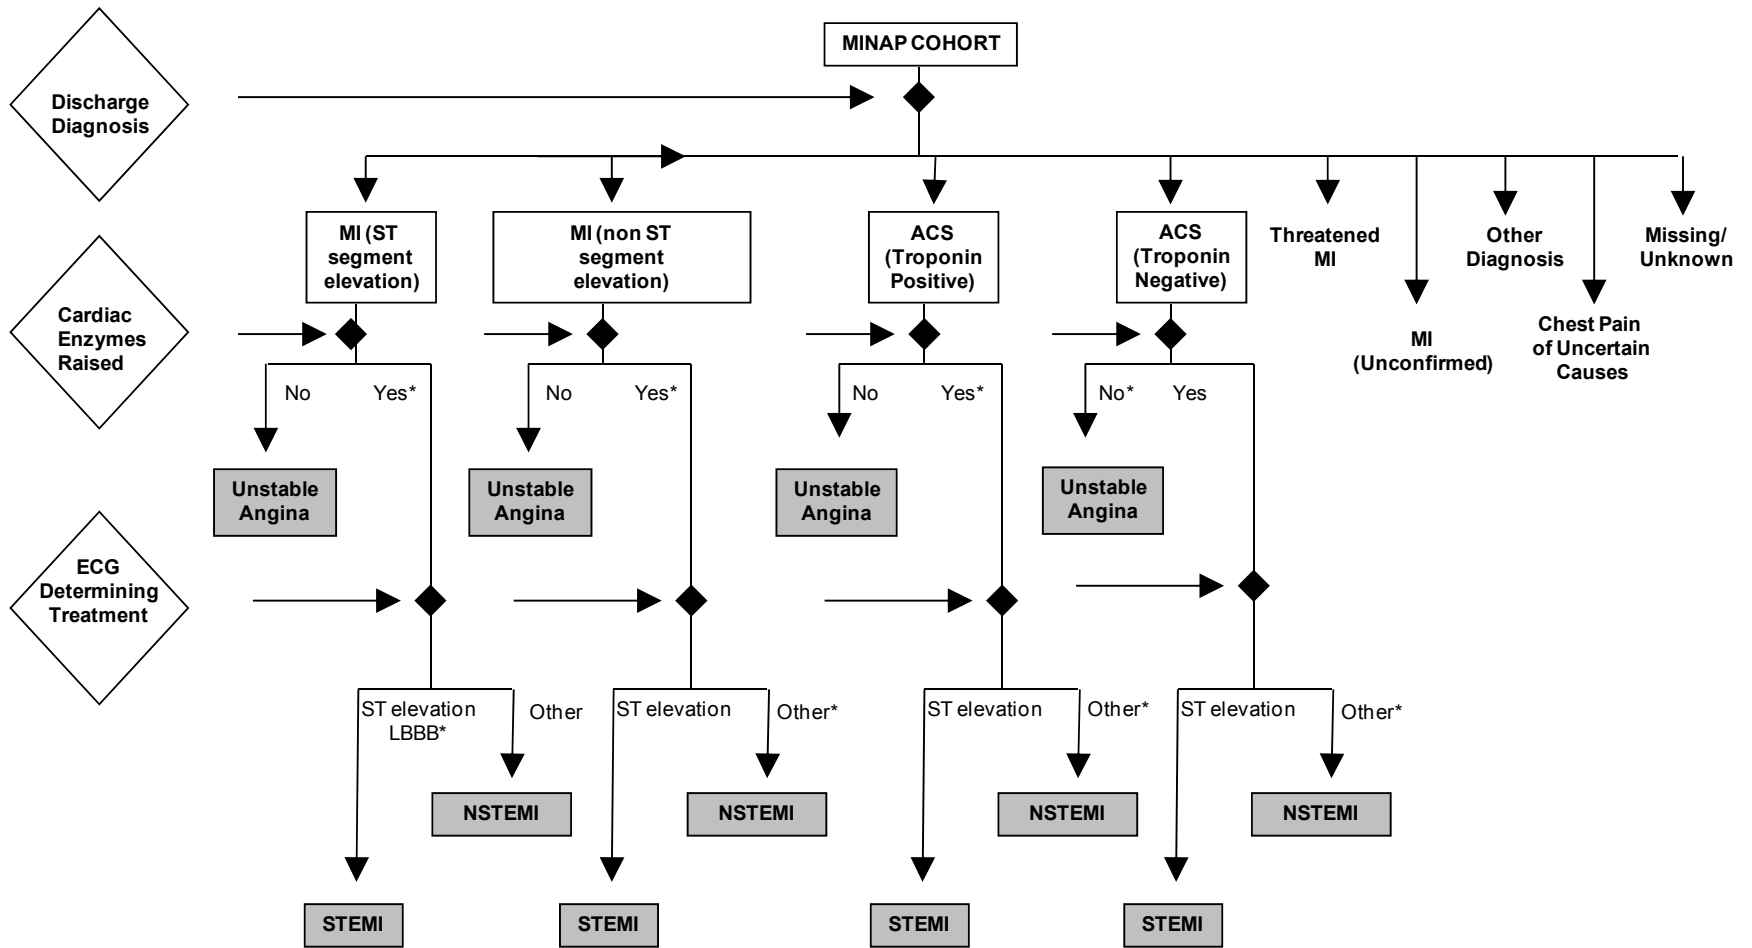 MINAP COHORT
Discharge
Diagnosis
MI (ST
segment
elevation)
MI (non ST
segment
elevation)
ACS
(Troponin
Positive)
ACS
(Troponin
Negative)
Threatened
MI
MI
(Unconfirmed)
Other
Diagnosis
Chest Pain
of Uncertain
Causes
Missing/
Unknown
Cardiac
Enzymes
Raised
No
Yes*
No
Yes*
No
Yes*
No*
Yes
Unstable
Angina
Unstable
Angina
Unstable
Angina
Unstable
Angina
ECG
Determining
Treatment
ST elevation
LBBB*
Other
ST elevation
Other*
ST elevation
Other*
ST elevation
Other*
NSTEMI
NSTEMI
NSTEMI
NSTEMI
STEMI
STEMI
STEMI
STEMI